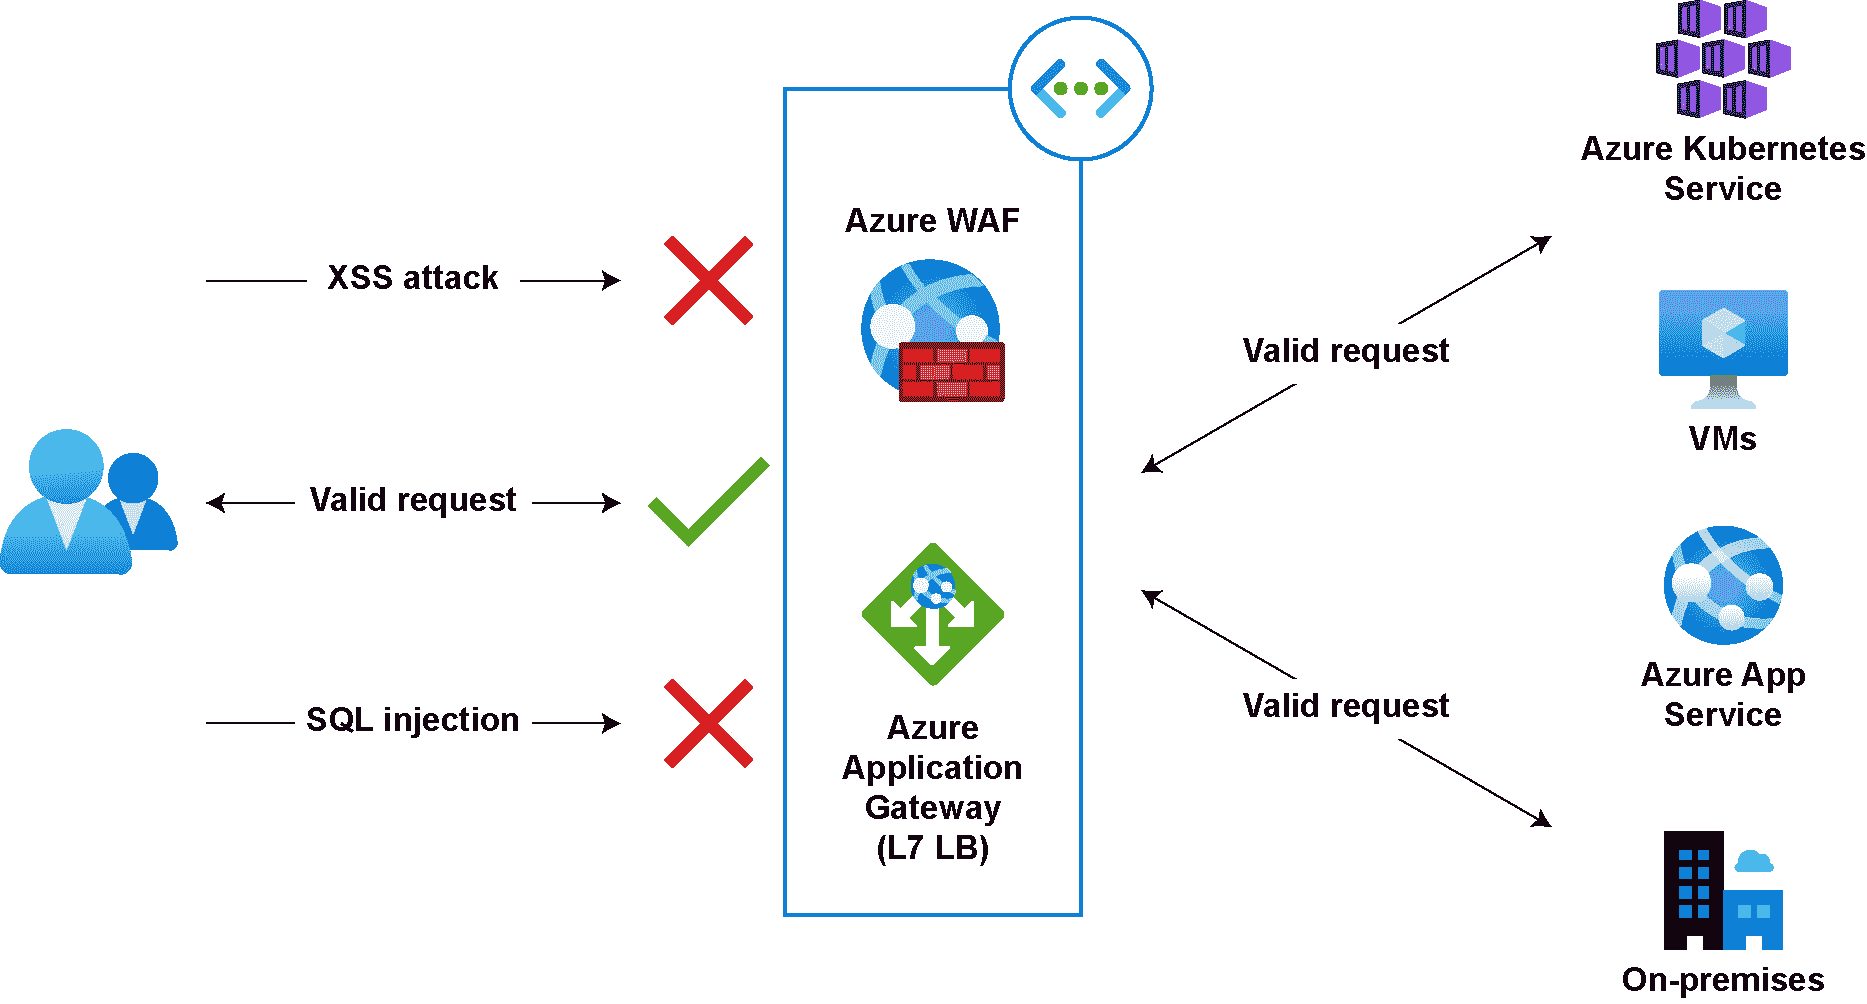 XSS attack
Valid request
SQL injection
Azure WAF
Azure
Application
Gateway
(L7 LB)
Valid request
Valid request
Azure Kubernetes
Service
VMs
Azure App
Service
On-premises